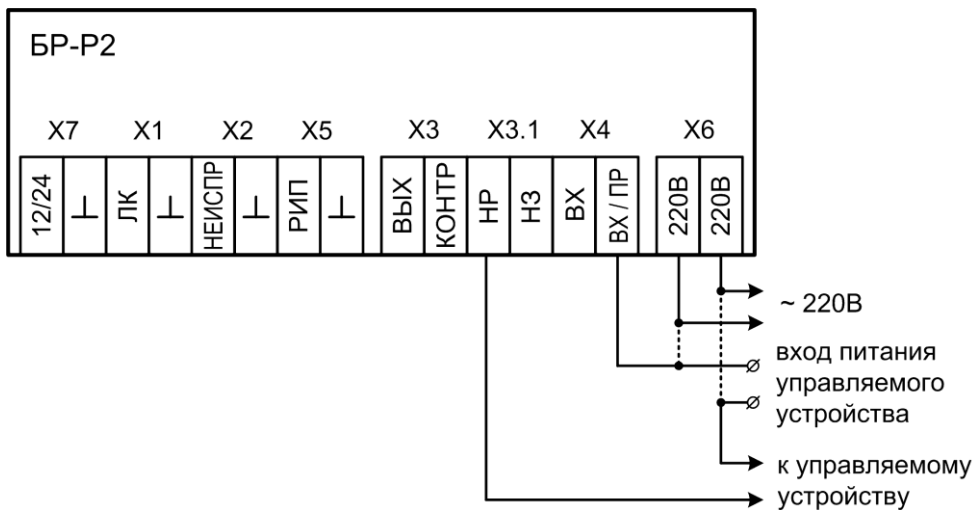 БР-Р2
X7 X1 X2 X5 X3 X3.1 X4 X6
12/24 ⊥ ЛК ⊥ НЕИСПР ⊥ РИП ⊥ ВЫХ КОНТР НР НЗ ВХ ВХ / ПР 220В 220В
~ 220В
вход питания
управляемого
устройства
к управляемому
устройству